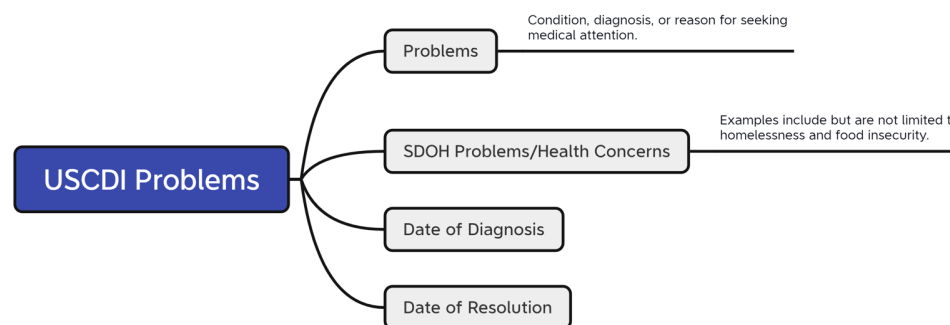 Condition, diagnosis, or reason for seeking
medical attention.
Problems
Examples include but are not limited
homelessness and food insecurity.
SDOH Problems/Health Concerns
USCDI Problems
Date of Diagnosis
Date of Resolution